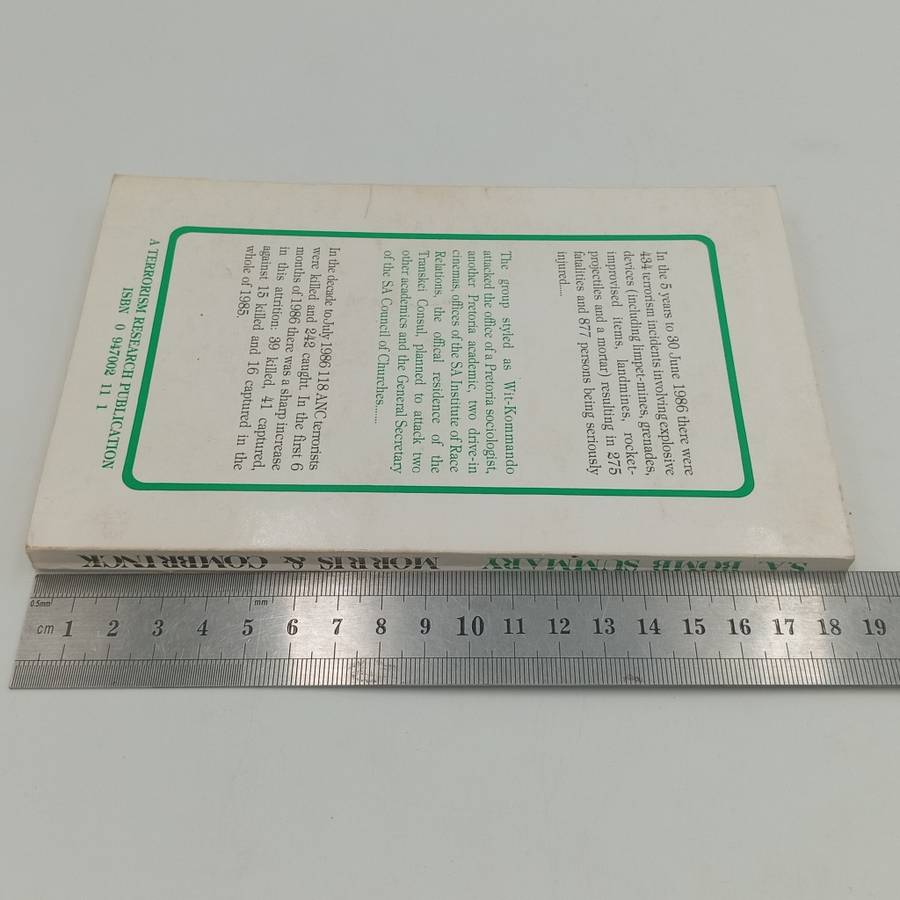 In the 5 years to 30 June 1986 there were
434 terrorism incidents involving explosive
devices (including limpet-mines, grenades,
improvised items, landmines, rocket-
projectiles and a mortar) resulting in 275
fatalities and 877 persons being seriously
injured....
The group styled as Wit-Kommando
attacked the office of a Pretoria sociologist,
another Pretoria academic, two drive-in
cinemas, offices of the SA Institute of Race
Relations, the offical residence of the
Transkei Consul, planned to attack two
other academics and the General Secretary
of the SA Council of Churches.......
In the decade to July 1986 118 ANC terrorists
were killed and 242 caught. In the first 6
months of 1986 there was a sharp increase
in this attrition: 39 killed, 41 captured,
against 15 killed and 16 captured in the
whole of 1985.
A TERRORISM RESEARCH PUBLICATION
ISBN 0 947002 11 1
S.A. BOMB SUMMARY MORRIS & COMBRINCK
0.5mm mm
cm 1 2 3 4 5 6 7 8 9 10 11 12 13 14 15 16 17 18 19